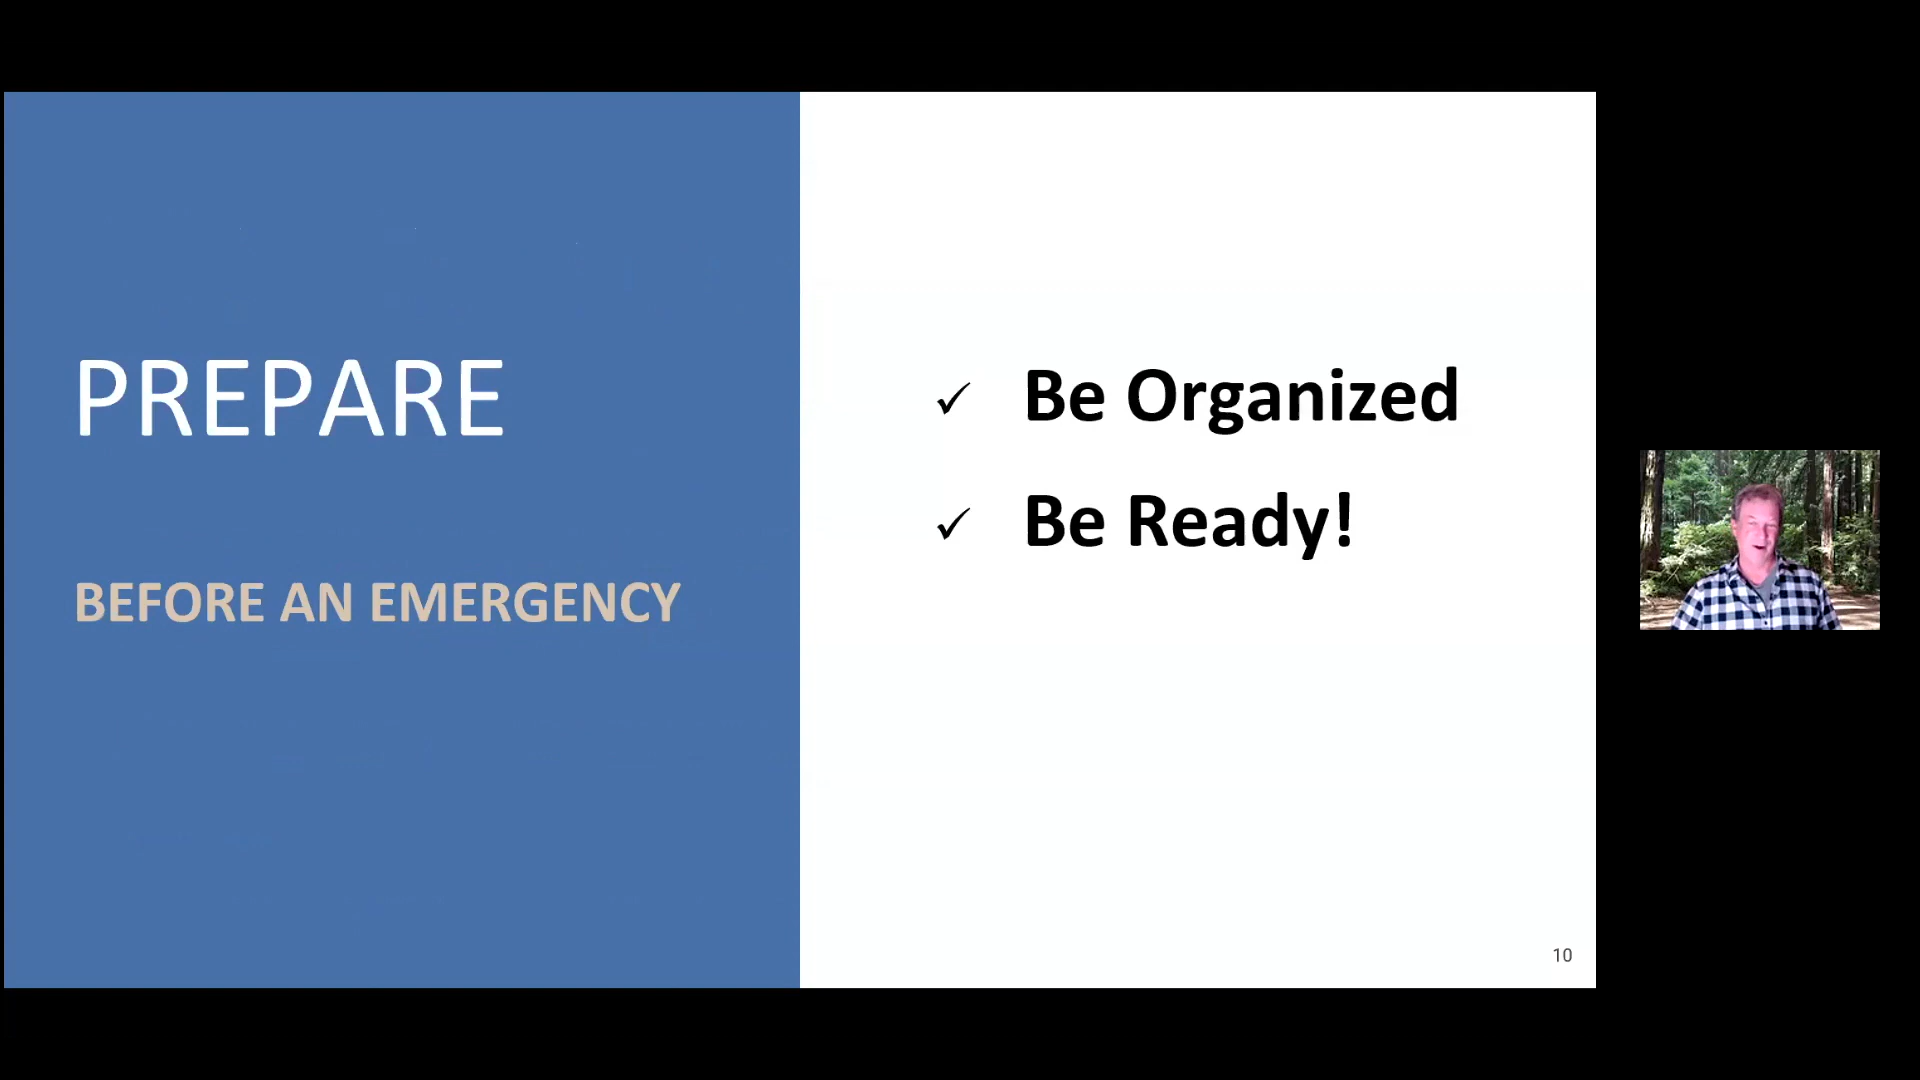 PREPARE
BEFORE AN EMERGENCY
✓ Be Organized
✓ Be Ready!
10